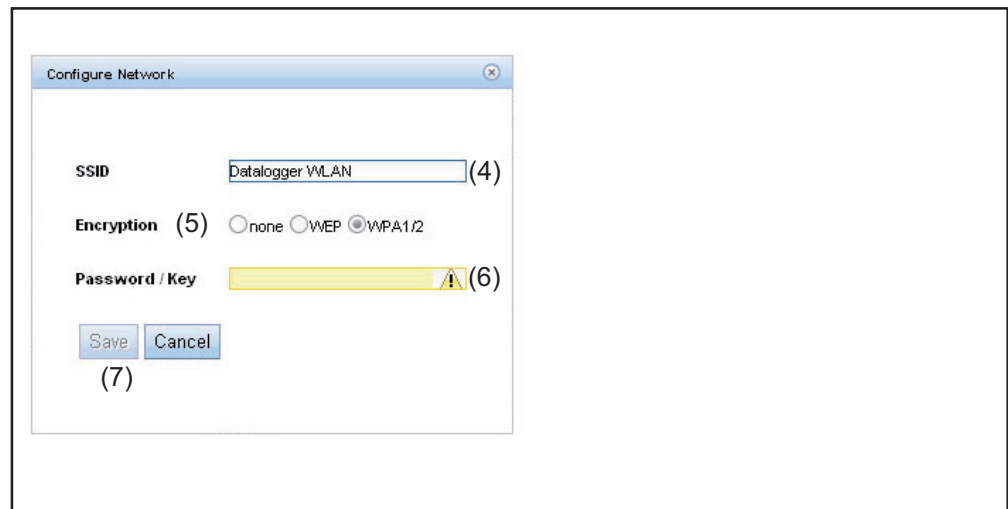 Configure Network
SSID Datalogger WLAN (4)
Encryption (5) none WEP WPA1/2
Password / Key (6)
Save Cancel
(7)